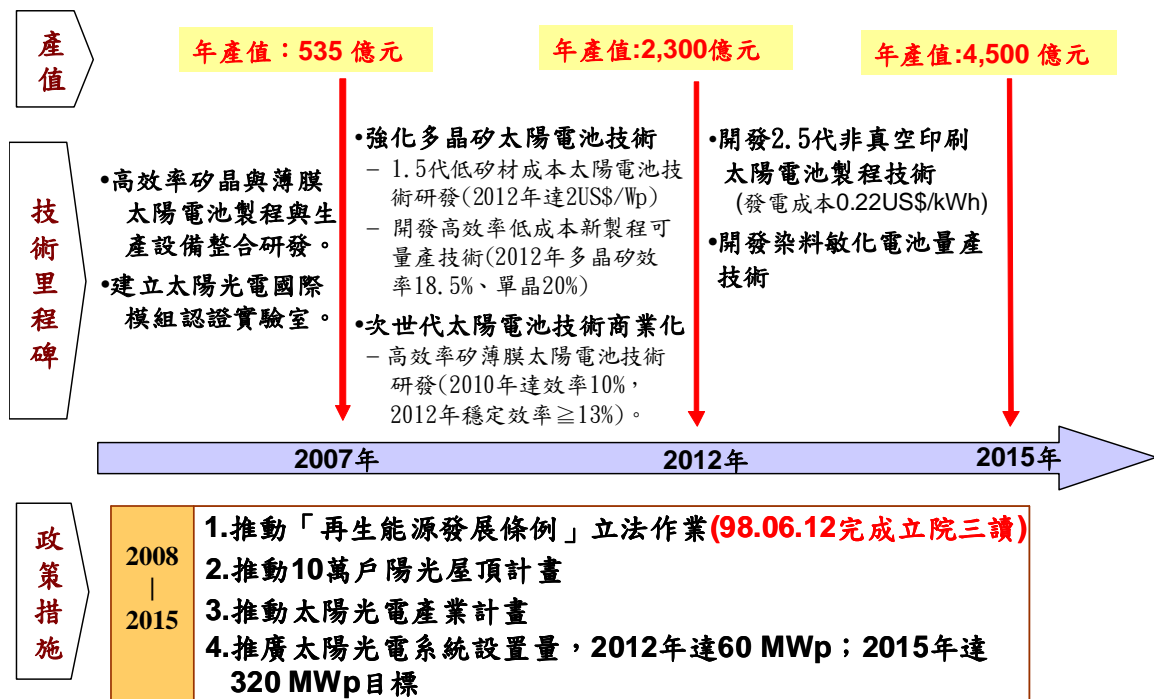 產
值
年產值：535 億元
年產值:2,300億元
年產值:4,500 億元
技
術
里
程
碑
•高效率矽晶與薄膜
太陽電池製程與生
產設備整合研發。
•建立太陽光電國際
模組認證實驗室。
•強化多晶矽太陽電池技術
– 1.5代低矽材成本太陽電池技
術研發(2012年達2US$/Wp)
– 開發高效率低成本新製程可
量產技術(2012年多晶矽效
率18.5%、單晶20%)
•次世代太陽電池技術商業化
– 高效率矽薄膜太陽電池技術
研發(2010年達效率10%，
2012年穩定效率≧13%)。
•開發2.5代非真空印刷
太陽電池製程技術
(發電成本0.22US$/kWh)
•開發染料敏化電池量產
技術
2007年
2012年
2015年
政
策
措
施
2008
|
2015
1.推動「再生能源發展條例」立法作業(98.06.12完成立院三讀)
2.推動10萬戶陽光屋頂計畫
3.推動太陽光電產業計畫
4.推廣太陽光電系統設置量，2012年達60 MWp；2015年達
320 MWp目標